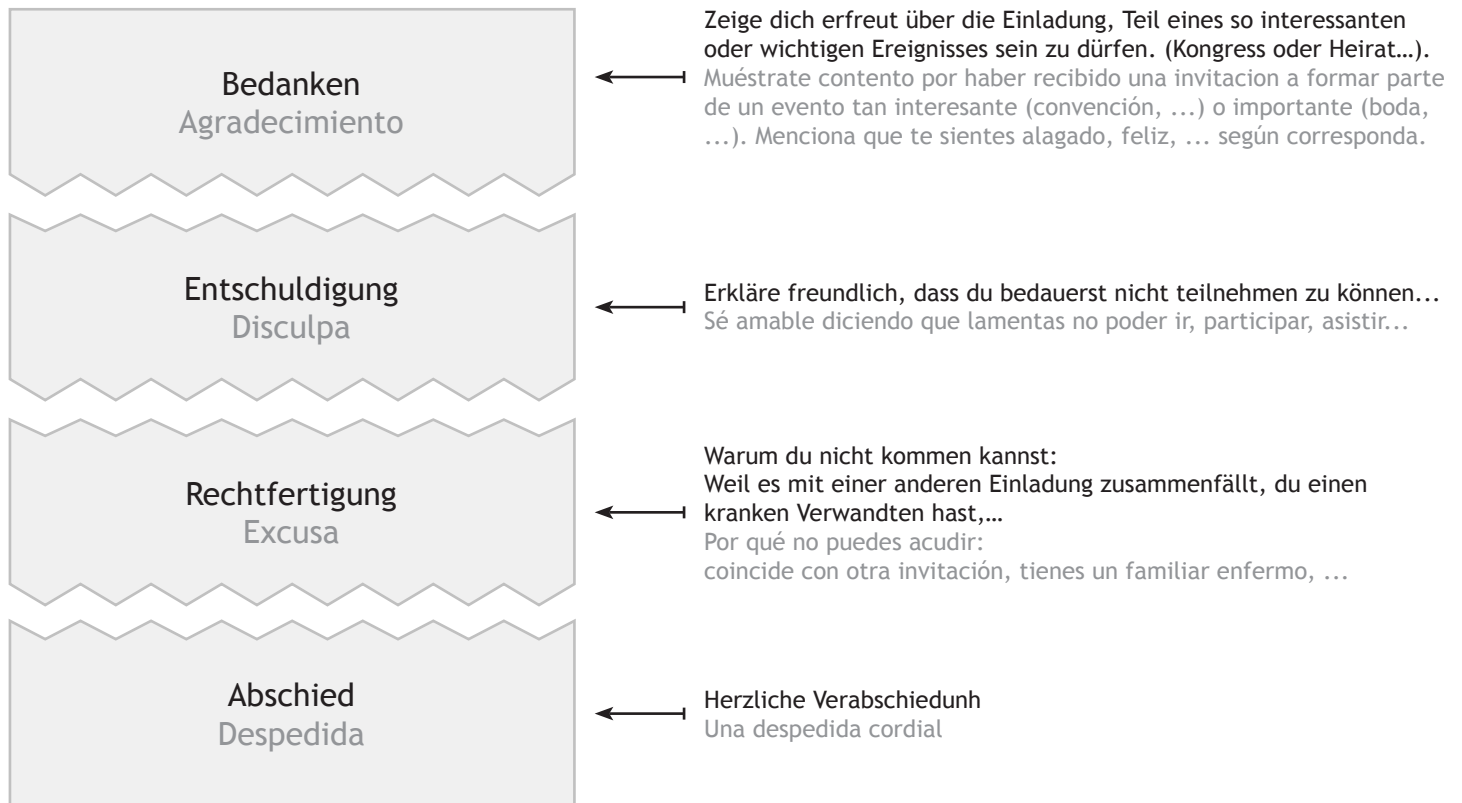 Bedanken
Agradecimiento
Zeige dich erfreut über die Einladung, Teil eines so interessanten
oder wichtigen Ereignisses sein zu dürfen. (Kongress oder Heirat…).
Muéstrate contento por haber recibido una invitacion a formar parte
de un evento tan interesante (convención, ...) o importante (boda,
...). Menciona que te sientes alagado, feliz, ... según corresponda.
Entschuldigung
Disculpa
Erkläre freundlich, dass du bedauerst nicht teilnehmen zu können...
Sé amable diciendo que lamentas no poder ir, participar, asistir...
Rechtfertigung
Excusa
Warum du nicht kommen kannst:
Weil es mit einer anderen Einladung zusammenfällt, du einen
kranken Verwandten hast,…
Por qué no puedes acudir:
coincide con otra invitación, tienes un familiar enfermo, ...
Abschied
Despedida
Herzliche Verabschiedunh
Una despedida cordial